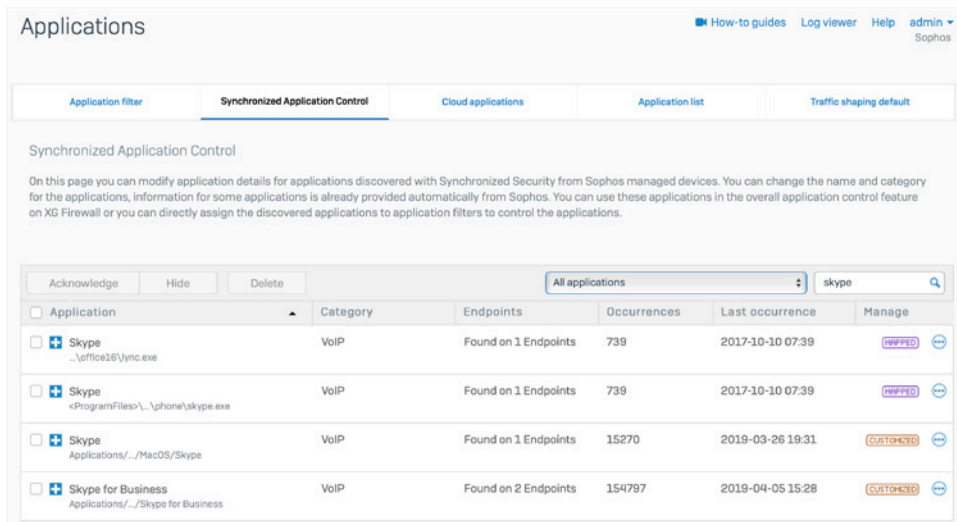 Applications
How-to guides Log viewer Help admin
Sophos
Application filter Synchronized Application Control Cloud applications Application list Traffic shaping default
Synchronized Application Control
On this page you can modify application details for applications discovered with Synchronized Security from Sophos managed devices. You can change the name and category
for the applications, information for some applications is already provided automatically from Sophos. You can use these applications in the overall application control feature
on XG Firewall or you can directly assign the discovered applications to application filters to control the applications.
Acknowledge Hide Delete All applications skype
Application Category Endpoints Occurrences Last occurrence Manage
Skype VoIP Found on 1 Endpoints 739 2017-10-10 07:39 MAPPED
...\office16\lync.exe
Skype VoIP Found on 1 Endpoints 739 2017-10-10 07:39 MAPPED
<ProgramFiles>\...\phone\skype.exe
Skype VoIP Found on 1 Endpoints 15270 2019-03-26 19:31 CUSTOMIZED
Applications/.../MacOS/Skype
Skype for Business VoIP Found on 2 Endpoints 154797 2019-04-05 15:28 CUSTOMIZED
Applications/.../Skype for Business